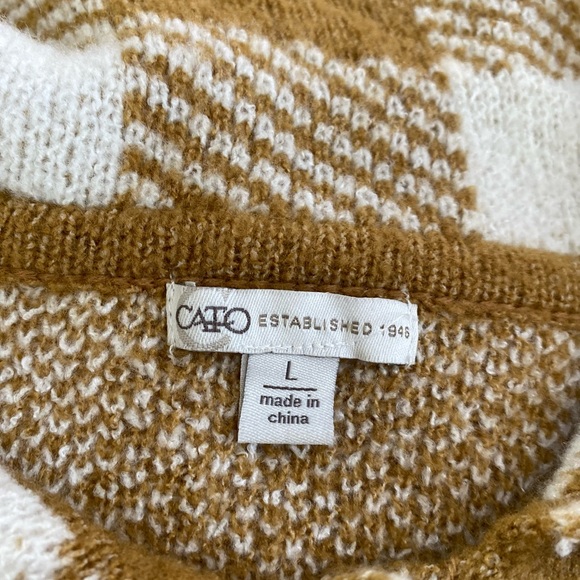 CATO ESTABLISHED 1946
L
made in
china